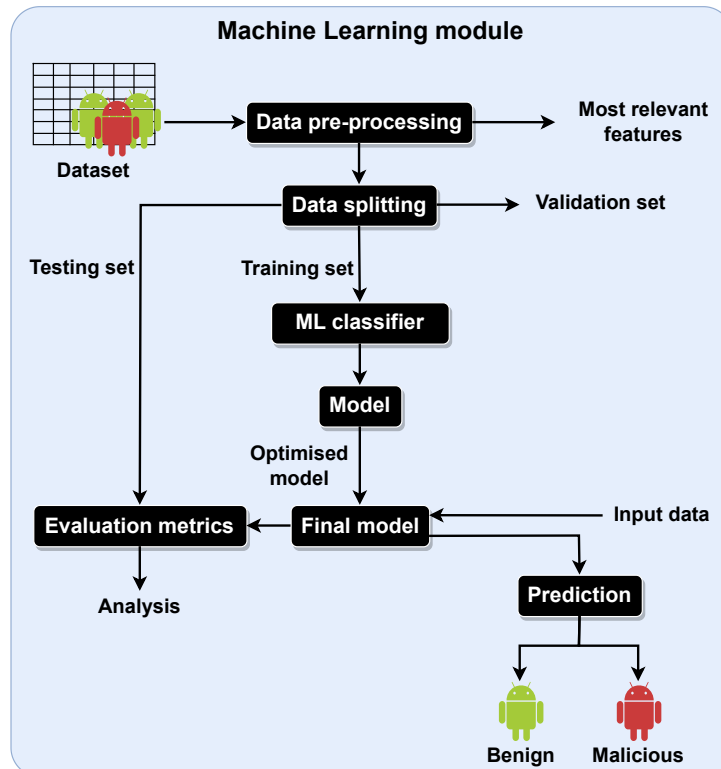 Machine Learning module
Dataset
Data pre-processing
Most relevant
features
Data splitting
Validation set
Testing set
Training set
ML classifier
Model
Optimised
model
Evaluation metrics
Final model
Input data
Analysis
Prediction
Benign
Malicious